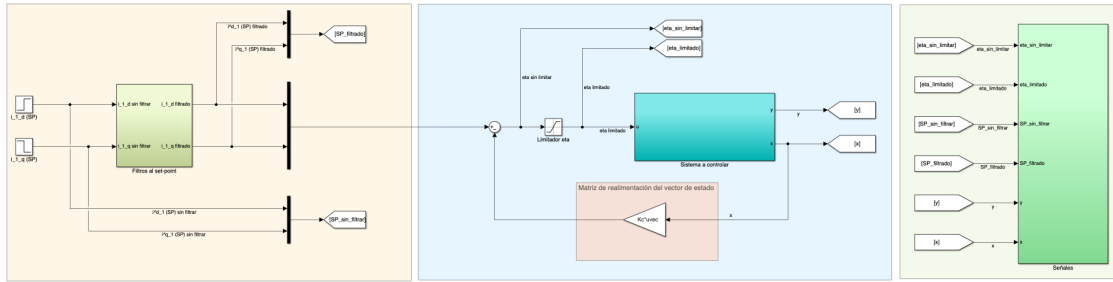 i^d_1 (SP) filtrado
[SP_filtrado]
i^q_1 (SP) filtrado
i_1_d (SP)
i_1_d sin filtrar
i_1_d filtrado
i_1_q sin filtrar
i_1_q filtrado
i_1_q (SP)
Filtros al set-point
i^d_1 (SP) sin filtrar
[SP_sin_filtrar]
i^q_1 (SP) sin filtrar
[eta_sin_limitar]
[eta_limitado]
eta sin limitar
eta limitado
Limitador eta
eta limitado
u
y
x
Sistema a controlar
y
[y]
[x]
Matriz de realimentación del vector de estado
Kc*uvec
x
[eta_sin_limitar]
eta_sin_limitar
eta_sin_limitar
[eta_limitado]
eta_limitado
eta_limitado
[SP_sin_filtrar]
SP_sin_filtrar
SP_sin_filtrar
[SP_filtrado]
SP_filtrado
SP_filtrado
[y]
y
y
[x]
x
x
Señales